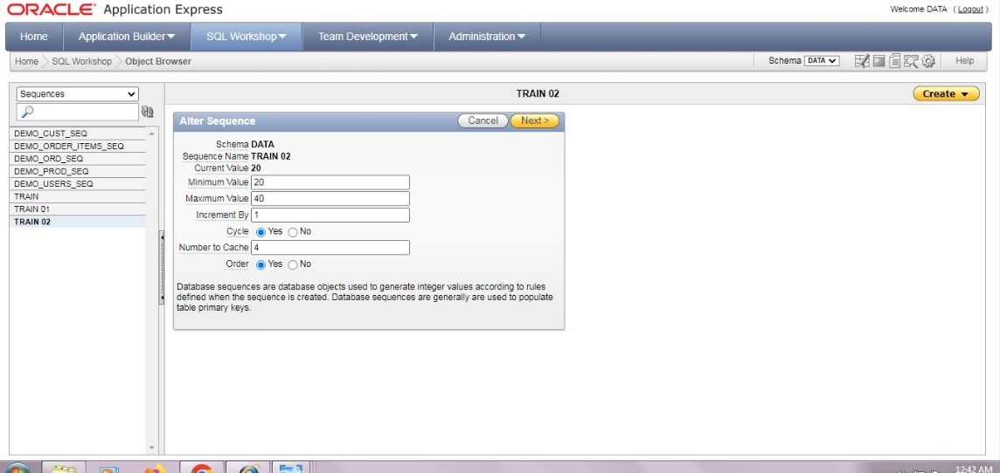 ORACLE Application Express
Welcome DATA ( Logout )
Home Application Builder SQL Workshop Team Development Administration
Home SQL Workshop Object Browser
Schema DATA Help
Sequences
TRAIN 02
Create
DEMO_CUST_SEQ
DEMO_ORDER_ITEMS_SEQ
DEMO_ORD_SEQ
DEMO_PROD_SEQ
DEMO_USERS_SEQ
TRAIN
TRAIN 01
TRAIN 02
Alter Sequence Cancel Next >
Schema DATA
Sequence Name TRAIN 02
Current Value 20
Minimum Value 20
Maximum Value 40
Increment By 1
Cycle Yes No
Number to Cache 4
Order Yes No
Database sequences are database objects used to generate integer values according to rules
defined when the sequence is created. Database sequences are generally are used to populate
table primary keys.
12:42 AM